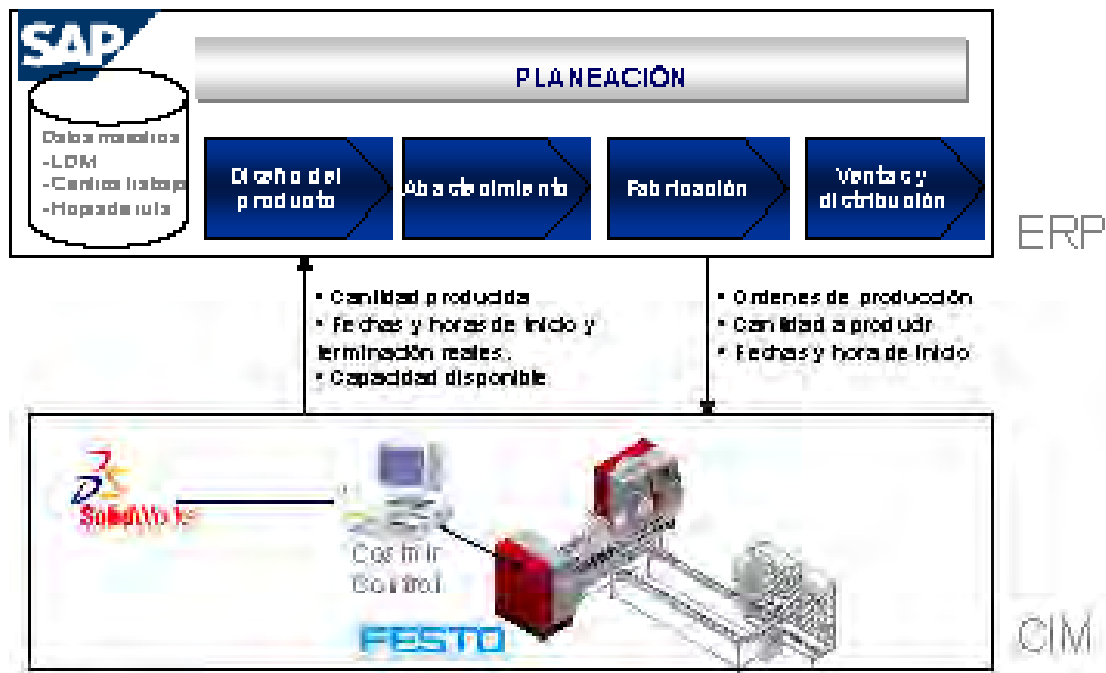 SAP
PLANEACIÓN
Datos maestros
-LDM
-Centros trabajo
-Hojas de ruta
Diseño del
producto
Abastecimiento
Fabricación
Ventas y
distribución
ERP
• Cantidad producida
• Fechas y horas de inicio y
terminación reales.
• Capacidad disponible
• Ordenes de producción
• Cantidad a producir
• Fechas y hora de inicio
SolidWorks
Control
FESTO
CIM